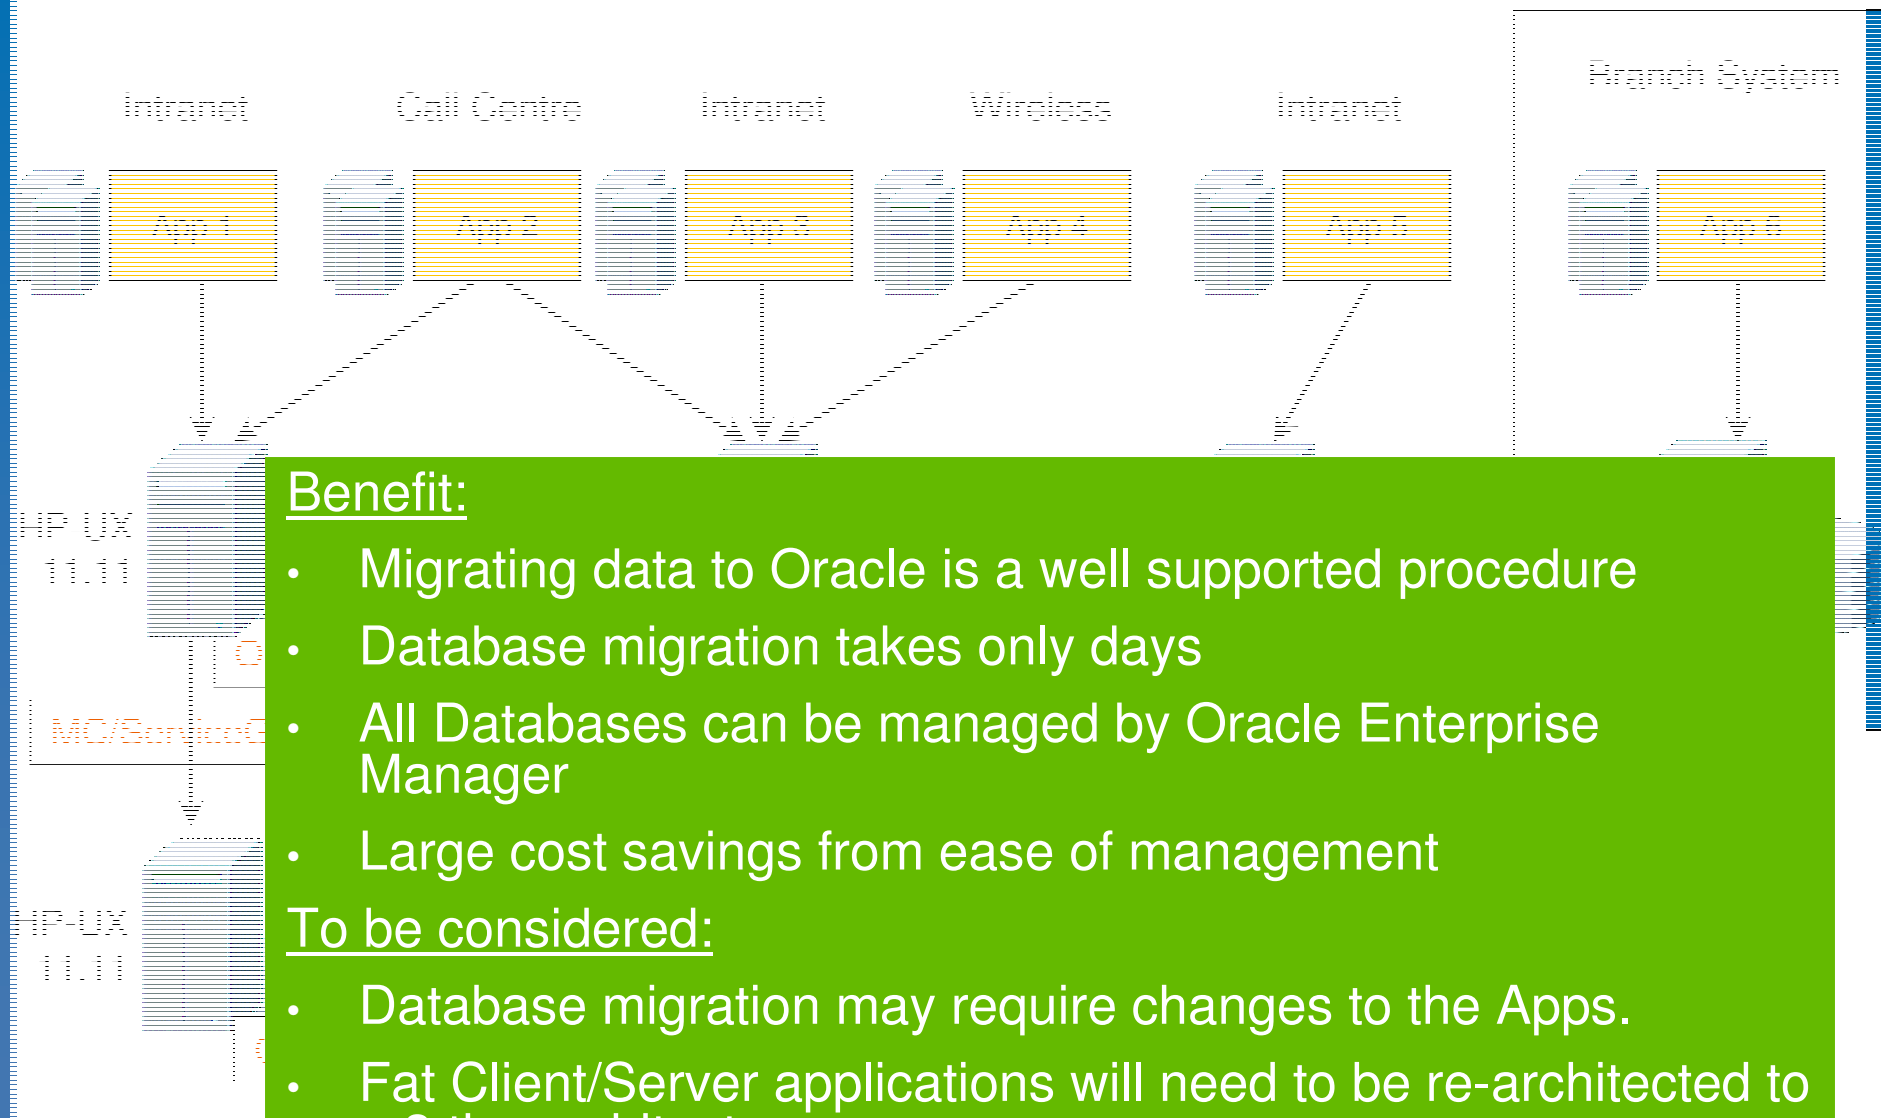 Branch System
Intranet Call Centre Intranet Wireless Intranet
App 1 App 2 App 3 App 4 App 5 App 6
Benefit:
HP-UX
11.11
• Migrating data to Oracle is a well supported procedure
• Database migration takes only days
• All Databases can be managed by Oracle Enterprise
Manager
• Large cost savings from ease of management
HP-UX
11.11
To be considered:
• Database migration may require changes to the Apps.
• Fat Client/Server applications will need to be re-architected to